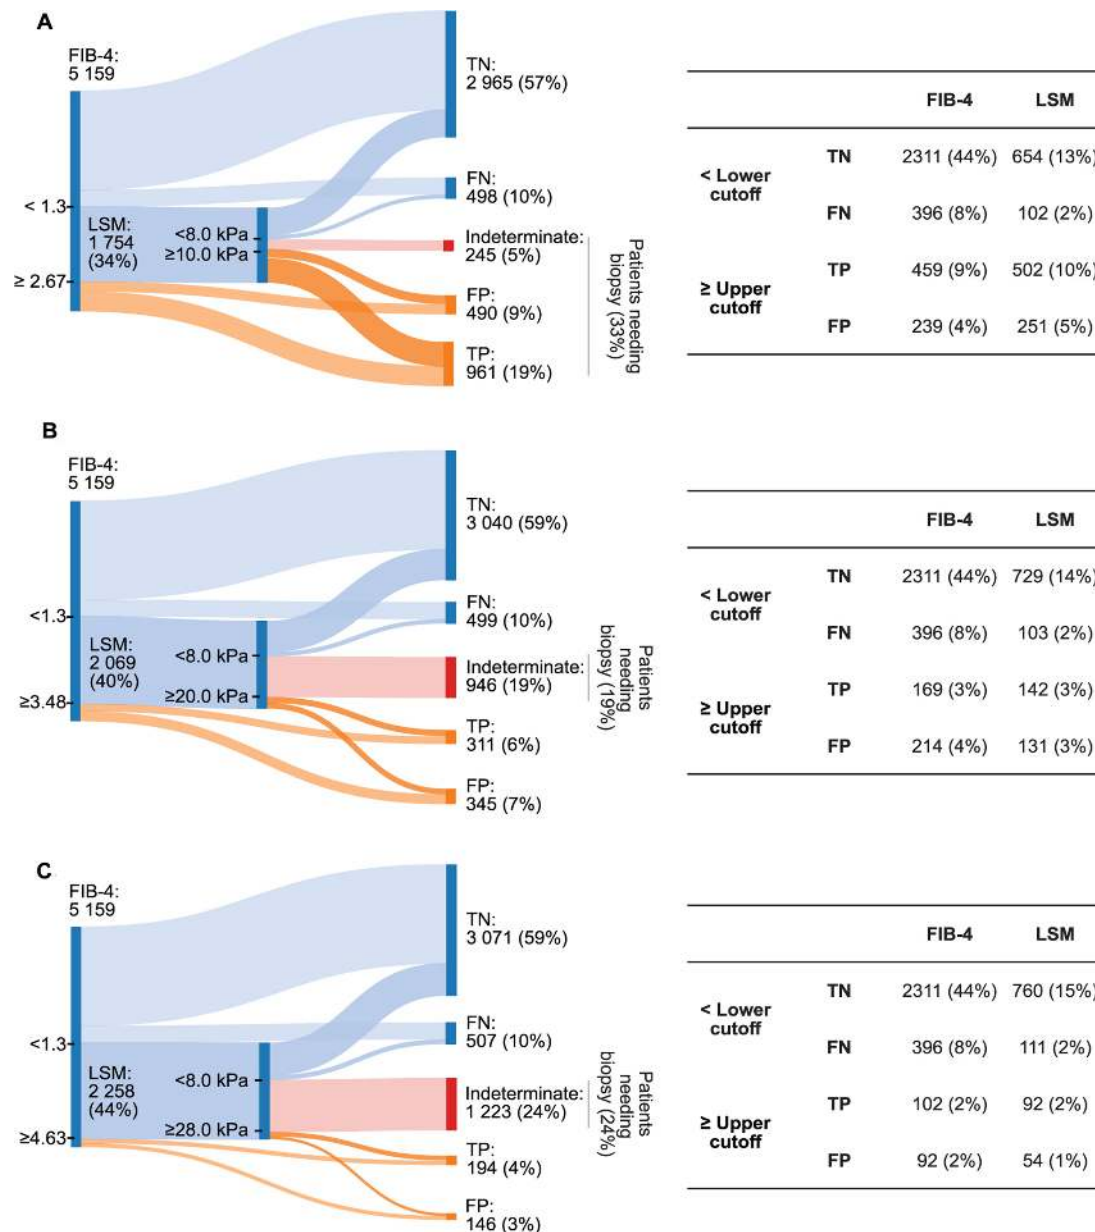 A
FIB-4:
5 159
< 1.3
≥ 2.67
LSM:
1 754
(34%)
<8.0 kPa
≥10.0 kPa
TN:
2 965 (57%)
FN:
498 (10%)
Indeterminate:
245 (5%)
FP:
490 (9%)
TP:
961 (19%)
Patients needing
biopsy (33%)
FIB-4 LSM
< Lower
cutoff
TN 2311 (44%) 654 (13%)
FN 396 (8%) 102 (2%)
≥ Upper
cutoff
TP 459 (9%) 502 (10%)
FP 239 (4%) 251 (5%)
B
FIB-4:
5 159
<1.3
≥3.48
LSM:
2 069
(40%)
<8.0 kPa
≥20.0 kPa
TN:
3 040 (59%)
FN:
499 (10%)
Indeterminate:
946 (19%)
TP:
311 (6%)
FP:
345 (7%)
Patients
needing
biopsy (19%)
FIB-4 LSM
< Lower
cutoff
TN 2311 (44%) 729 (14%)
FN 396 (8%) 103 (2%)
≥ Upper
cutoff
TP 169 (3%) 142 (3%)
FP 214 (4%) 131 (3%)
C
FIB-4:
5 159
<1.3
≥4.63
LSM:
2 258
(44%)
<8.0 kPa
≥28.0 kPa
TN:
3 071 (59%)
FN:
507 (10%)
Indeterminate:
1 223 (24%)
TP:
194 (4%)
FP:
146 (3%)
Patients
needing
biopsy (24%)
FIB-4 LSM
< Lower
cutoff
TN 2311 (44%) 760 (15%)
FN 396 (8%) 111 (2%)
≥ Upper
cutoff
TP 102 (2%) 92 (2%)
FP 92 (2%) 54 (1%)